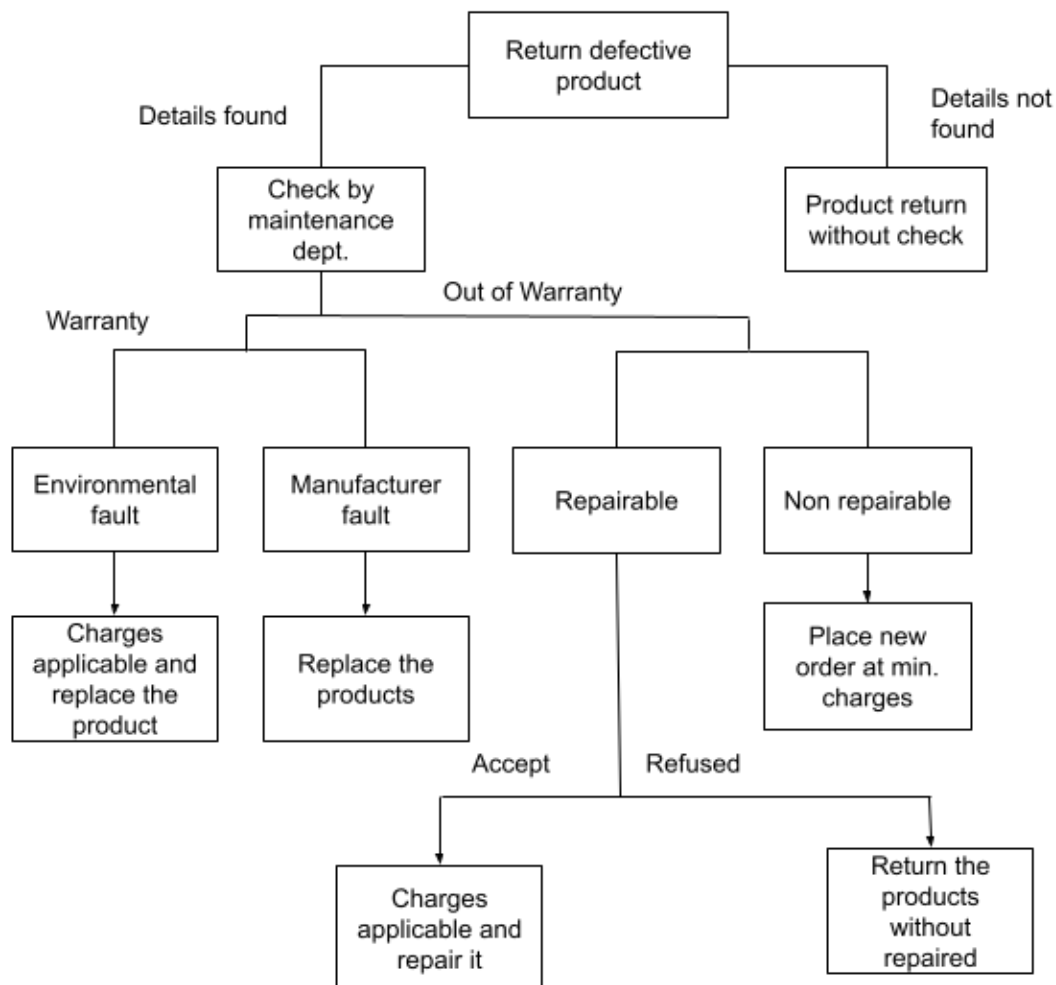 Return defective
product
Details found
Details not
found
Check by
maintenance
dept.
Product return
without check
Out of Warranty
Warranty
Environmental
fault
Manufacturer
fault
Repairable
Non repairable
Charges
applicable and
replace the
product
Replace the
products
Place new
order at min.
charges
Accept
Refused
Charges
applicable and
repair it
Return the
products
without
repaired